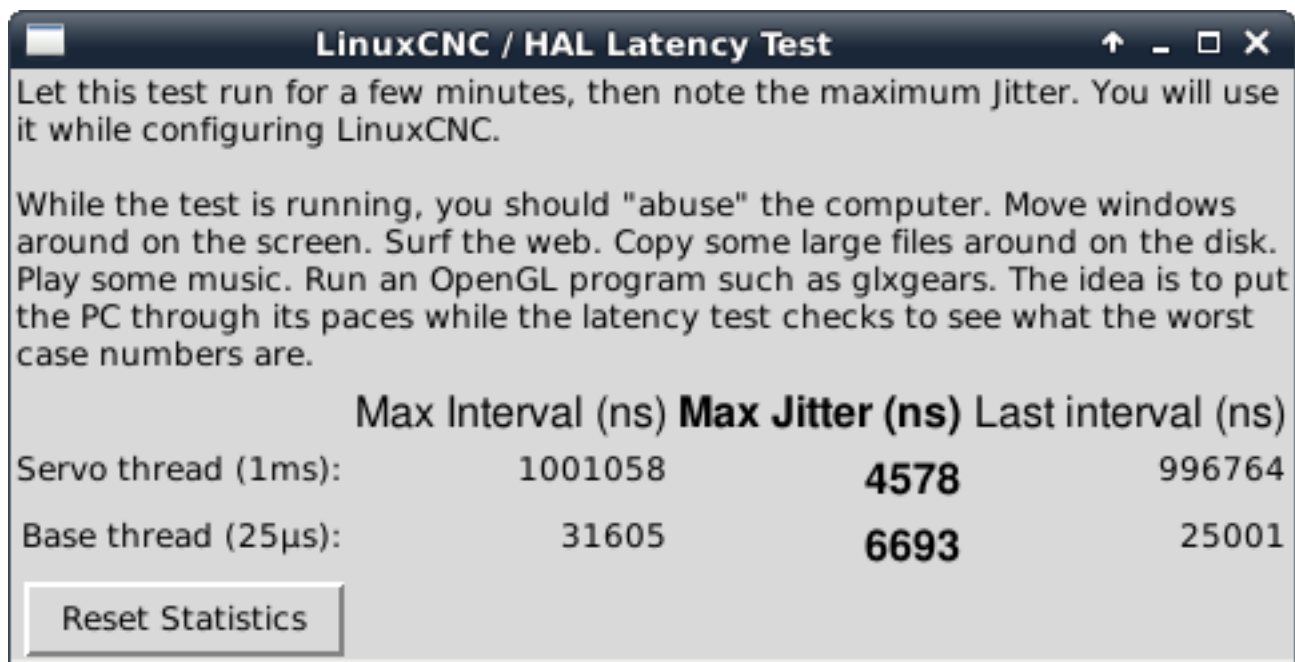 LinuxCNC / HAL Latency Test
Let this test run for a few minutes, then note the maximum Jitter. You will use
it while configuring LinuxCNC.
While the test is running, you should "abuse" the computer. Move windows
around on the screen. Surf the web. Copy some large files around on the disk.
Play some music. Run an OpenGL program such as glxgears. The idea is to put
the PC through its paces while the latency test checks to see what the worst
case numbers are.
Max Interval (ns) Max Jitter (ns) Last interval (ns)
Servo thread (1ms): 1001058 4578 996764
Base thread (25µs): 31605 6693 25001
Reset Statistics